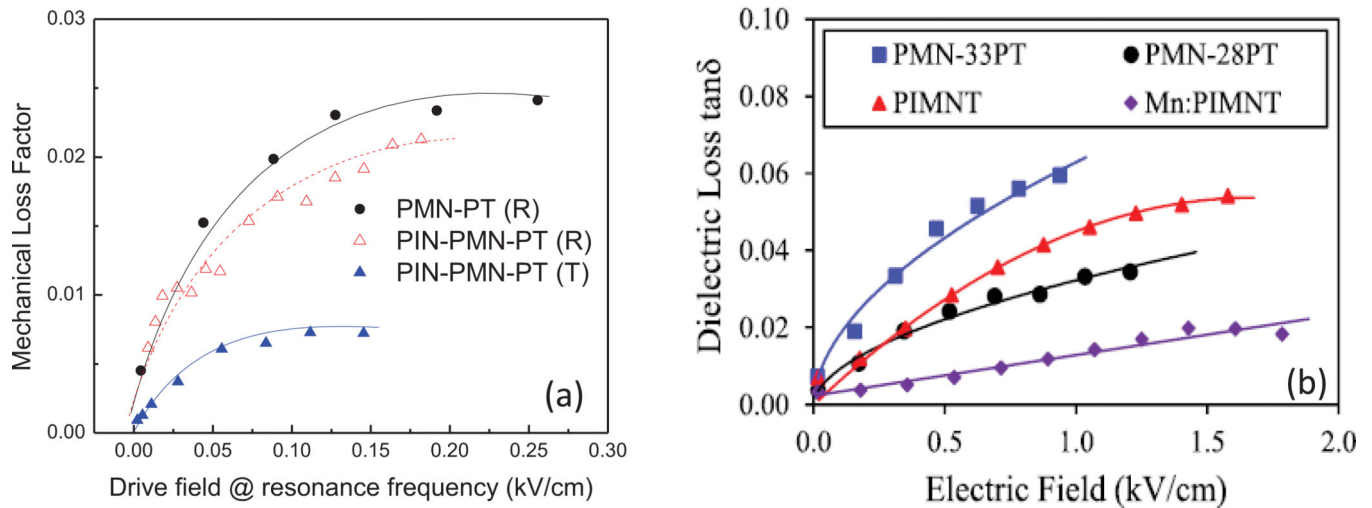 Mechanical Loss Factor
0.03
0.02
0.01
0.00
0.00
0.05
0.10
0.15
0.20
0.25
0.30
Drive field @ resonance frequency (kV/cm)
PMN-PT (R)
PIN-PMN-PT (R)
PIN-PMN-PT (T)
(a)
Dielectric Loss tanδ
0.10
0.08
0.06
0.04
0.02
0.00
0.0
0.5
1.0
1.5
2.0
Electric Field (kV/cm)
PMN-33PT
PMN-28PT
PIMNT
Mn:PIMNT
(b)